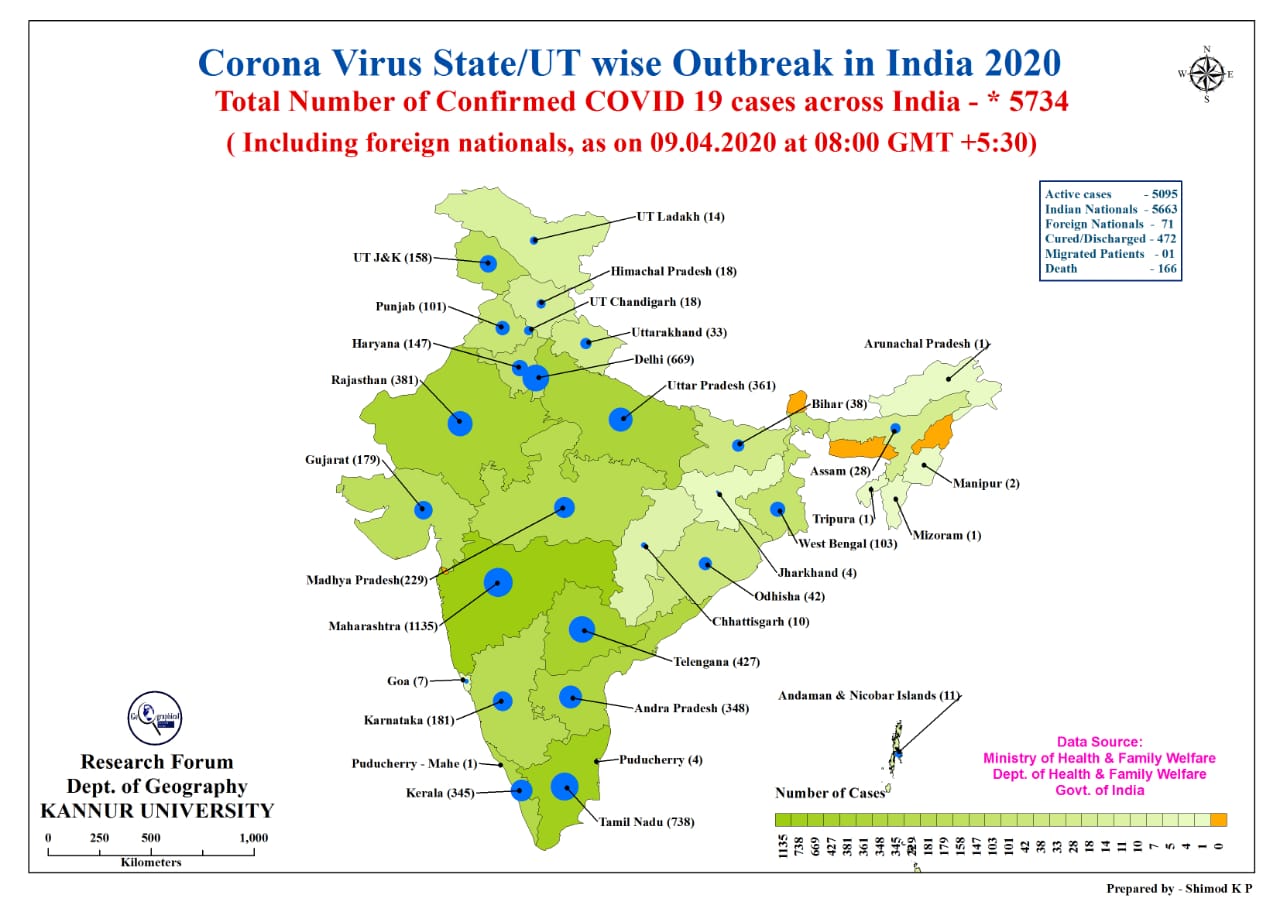 Corona Virus State/UT wise Outbreak in India 2020
Total Number of Confirmed COVID 19 cases across India - * 5734
( Including foreign nationals, as on 09.04.2020 at 08:00 GMT +5:30)
N
W E
S
Active cases - 5095
Indian Nationals - 5663
Foreign Nationals - 71
Cured/Discharged - 472
Migrated Patients - 01
Death - 166
UT Ladakh (14)
UT J&K (158)
Himachal Pradesh (18)
UT Chandigarh (18)
Punjab (101)
Uttarakhand (33)
Haryana (147)
Arunachal Pradesh (1)
Delhi (669)
Rajasthan (381)
Uttar Pradesh (361)
Bihar (38)
Gujarat (179)
Assam (28)
Manipur (2)
Tripura (1)
Mizoram (1)
West Bengal (103)
Jharkhand (4)
Madhya Pradesh(229)
Odhisha (42)
Chhattisgarh (10)
Maharashtra (1135)
Telengana (427)
Goa (7)
Andaman & Nicobar Islands (11)
Andra Pradesh (348)
Karnataka (181)
Puducherry (4)
Puducherry - Mahe (1)
Kerala (345)
Tamil Nadu (738)
Data Source:
Ministry of Health & Family Welfare
Dept. of Health & Family Welfare
Govt. of India
Number of Cases
1135 738 669 427 381 361 348 345 229 181 179 158 147 103 101 42 38 33 28 18 14 11 10 7 5 4 1 0
Research Forum
Dept. of Geography
KANNUR UNIVERSITY
0 250 500 1,000
Kilometers
Prepared by - Shimod K P